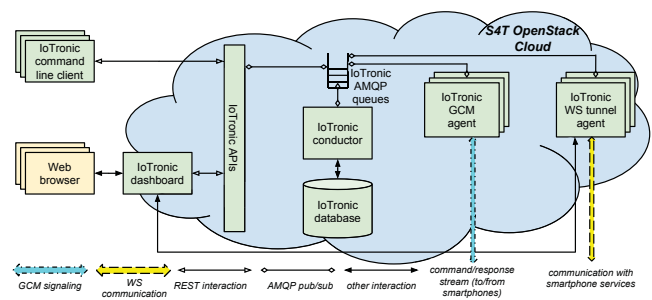 S4T OpenStack
Cloud
IoTronic
command
line client
IoTronic APIs
IoTronic
AMQP
queues
IoTronic
GCM
agent
IoTronic
WS tunnel
agent
IoTronic
conductor
Web
browser
IoTronic
dashboard
IoTronic
database
GCM signaling
WS
communication
REST interaction
AMQP pub/sub
other interaction
command/response
stream (to/from
smartphones)
communication with
smartphone services